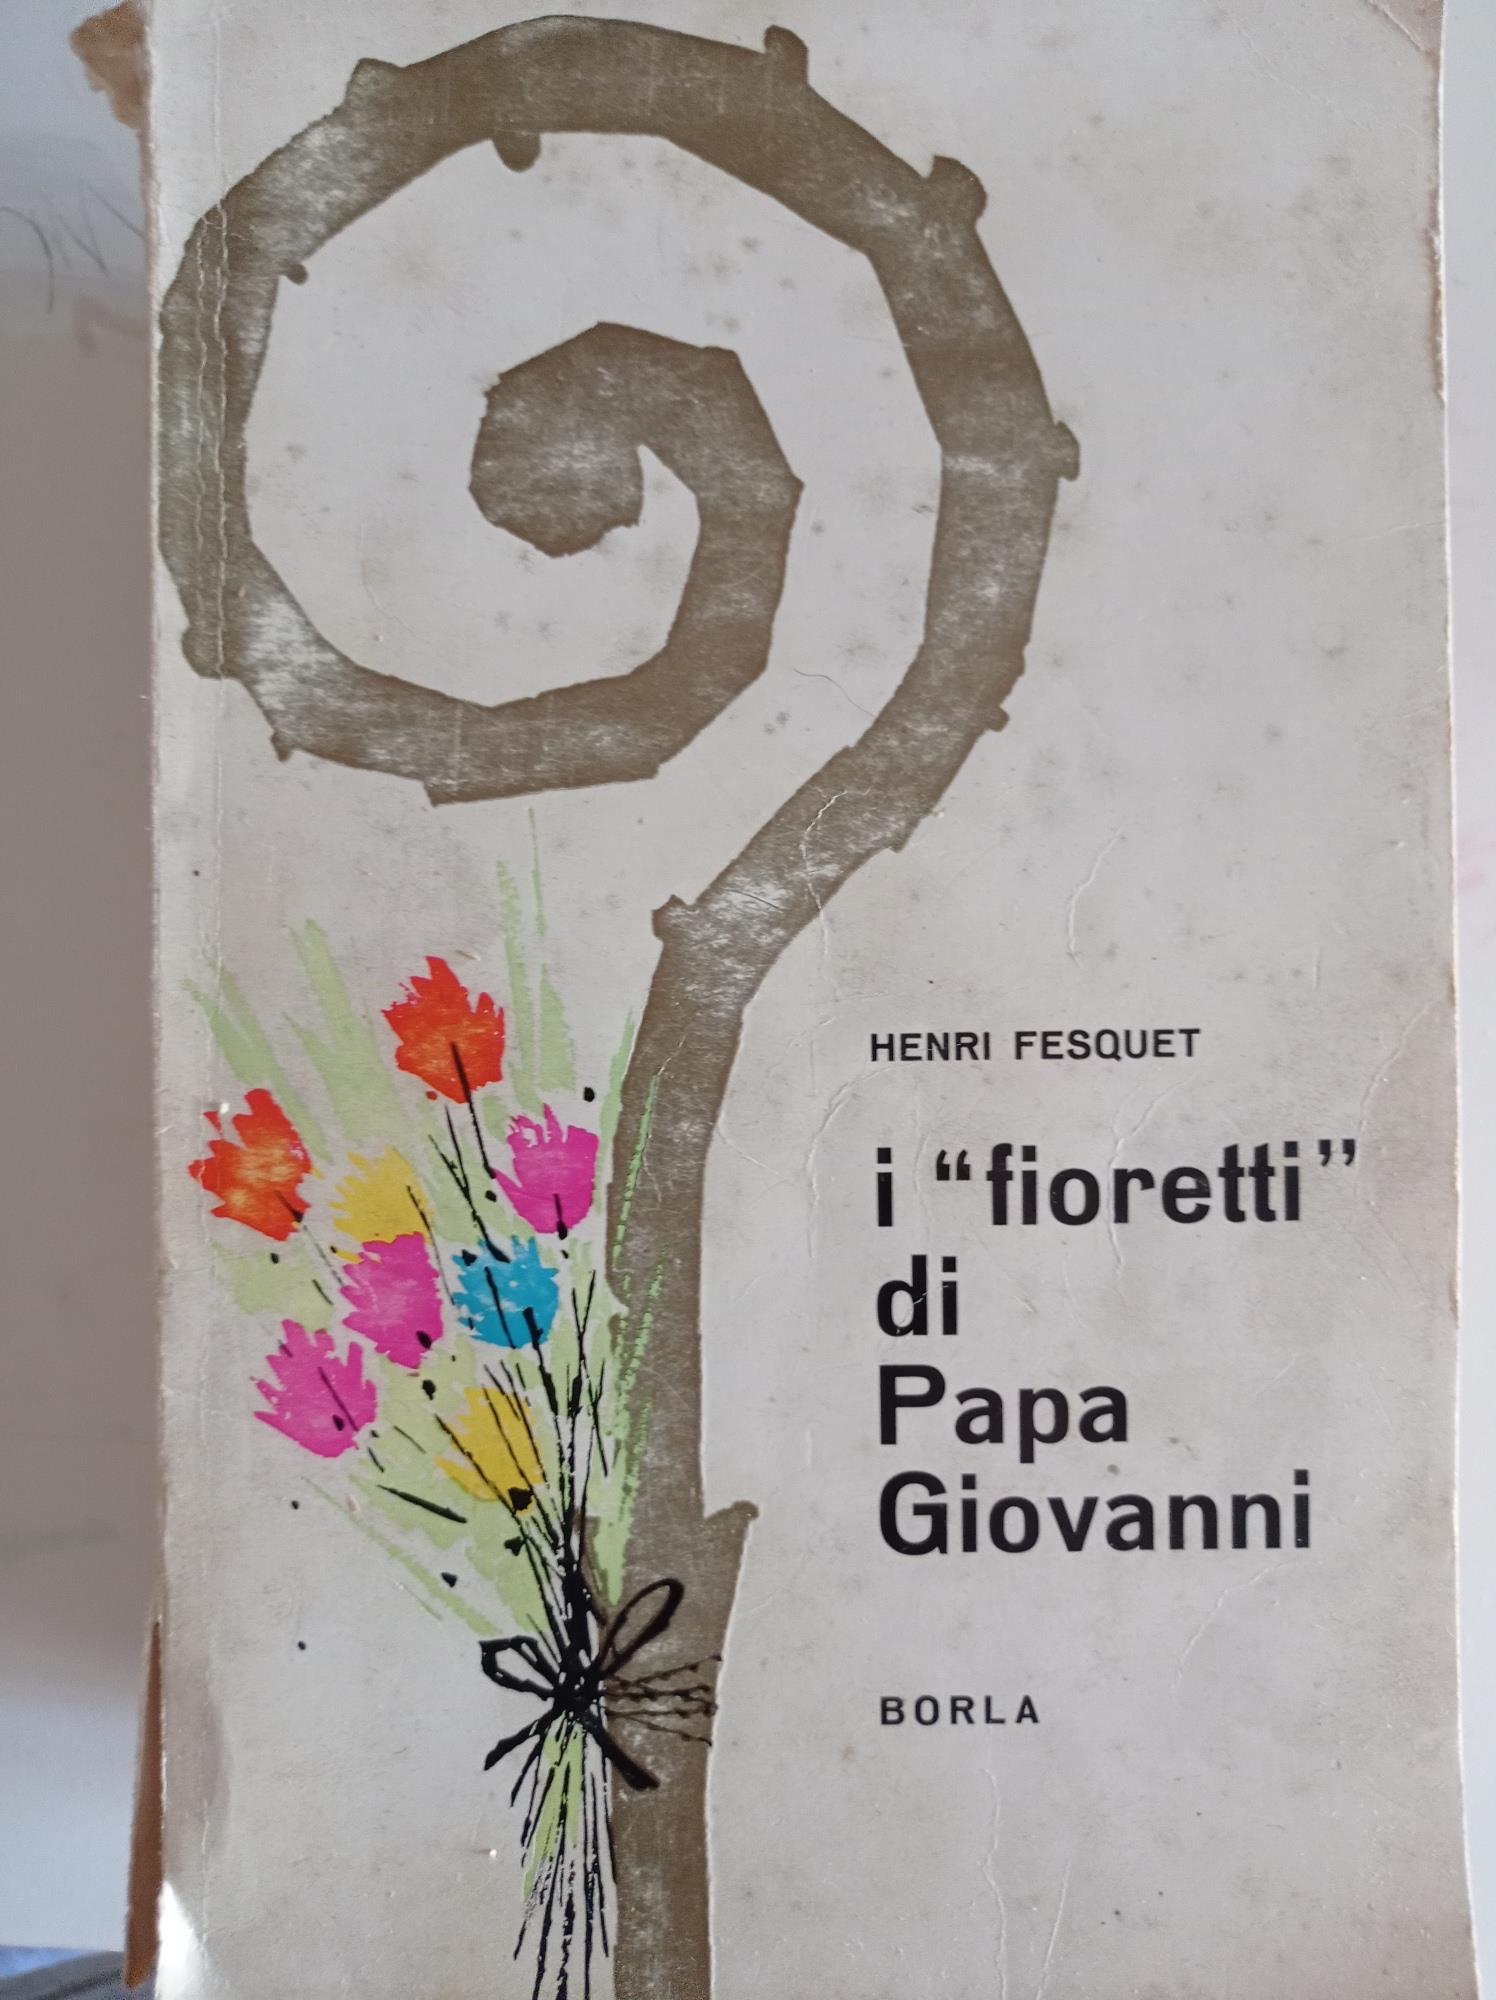 HENRI FESQUET
i “fioretti”
di
Papa
Giovanni
BORLA